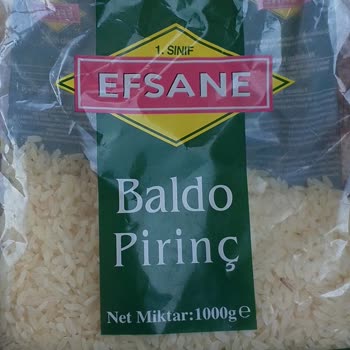 1. SINIF
EFSANE
Baldo
Pirinç
Net Miktar:1000g℮